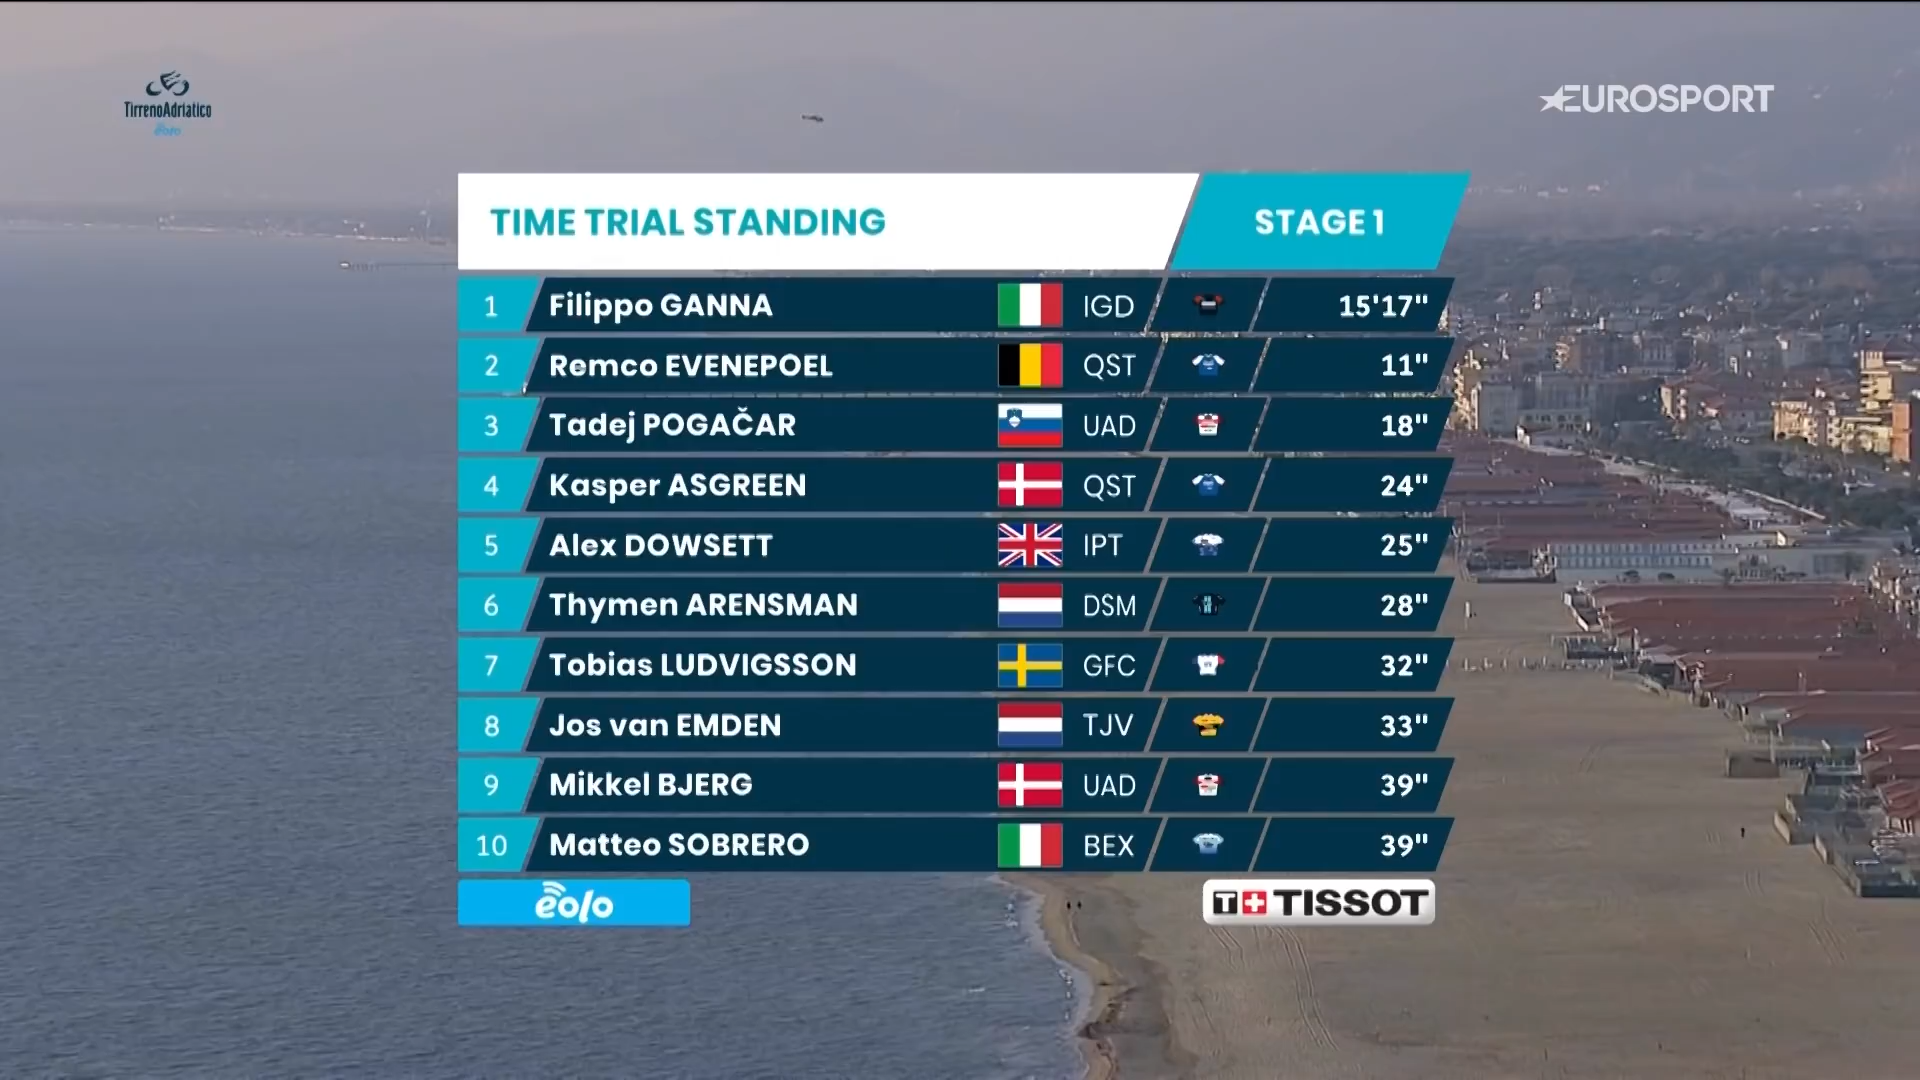 TirrenoAdriatico
eolo
EUROSPORT
TIME TRIAL STANDING STAGE 1
1 Filippo GANNA IGD 15'17"
2 Remco EVENEPOEL QST 11"
3 Tadej POGAČAR UAD 18"
4 Kasper ASGREEN QST 24"
5 Alex DOWSETT IPT 25"
6 Thymen ARENSMAN DSM 28"
7 Tobias LUDVIGSSON GFC 32"
8 Jos van EMDEN TJV 33"
9 Mikkel BJERG UAD 39"
10 Matteo SOBRERO BEX 39"
eolo T+ TISSOT